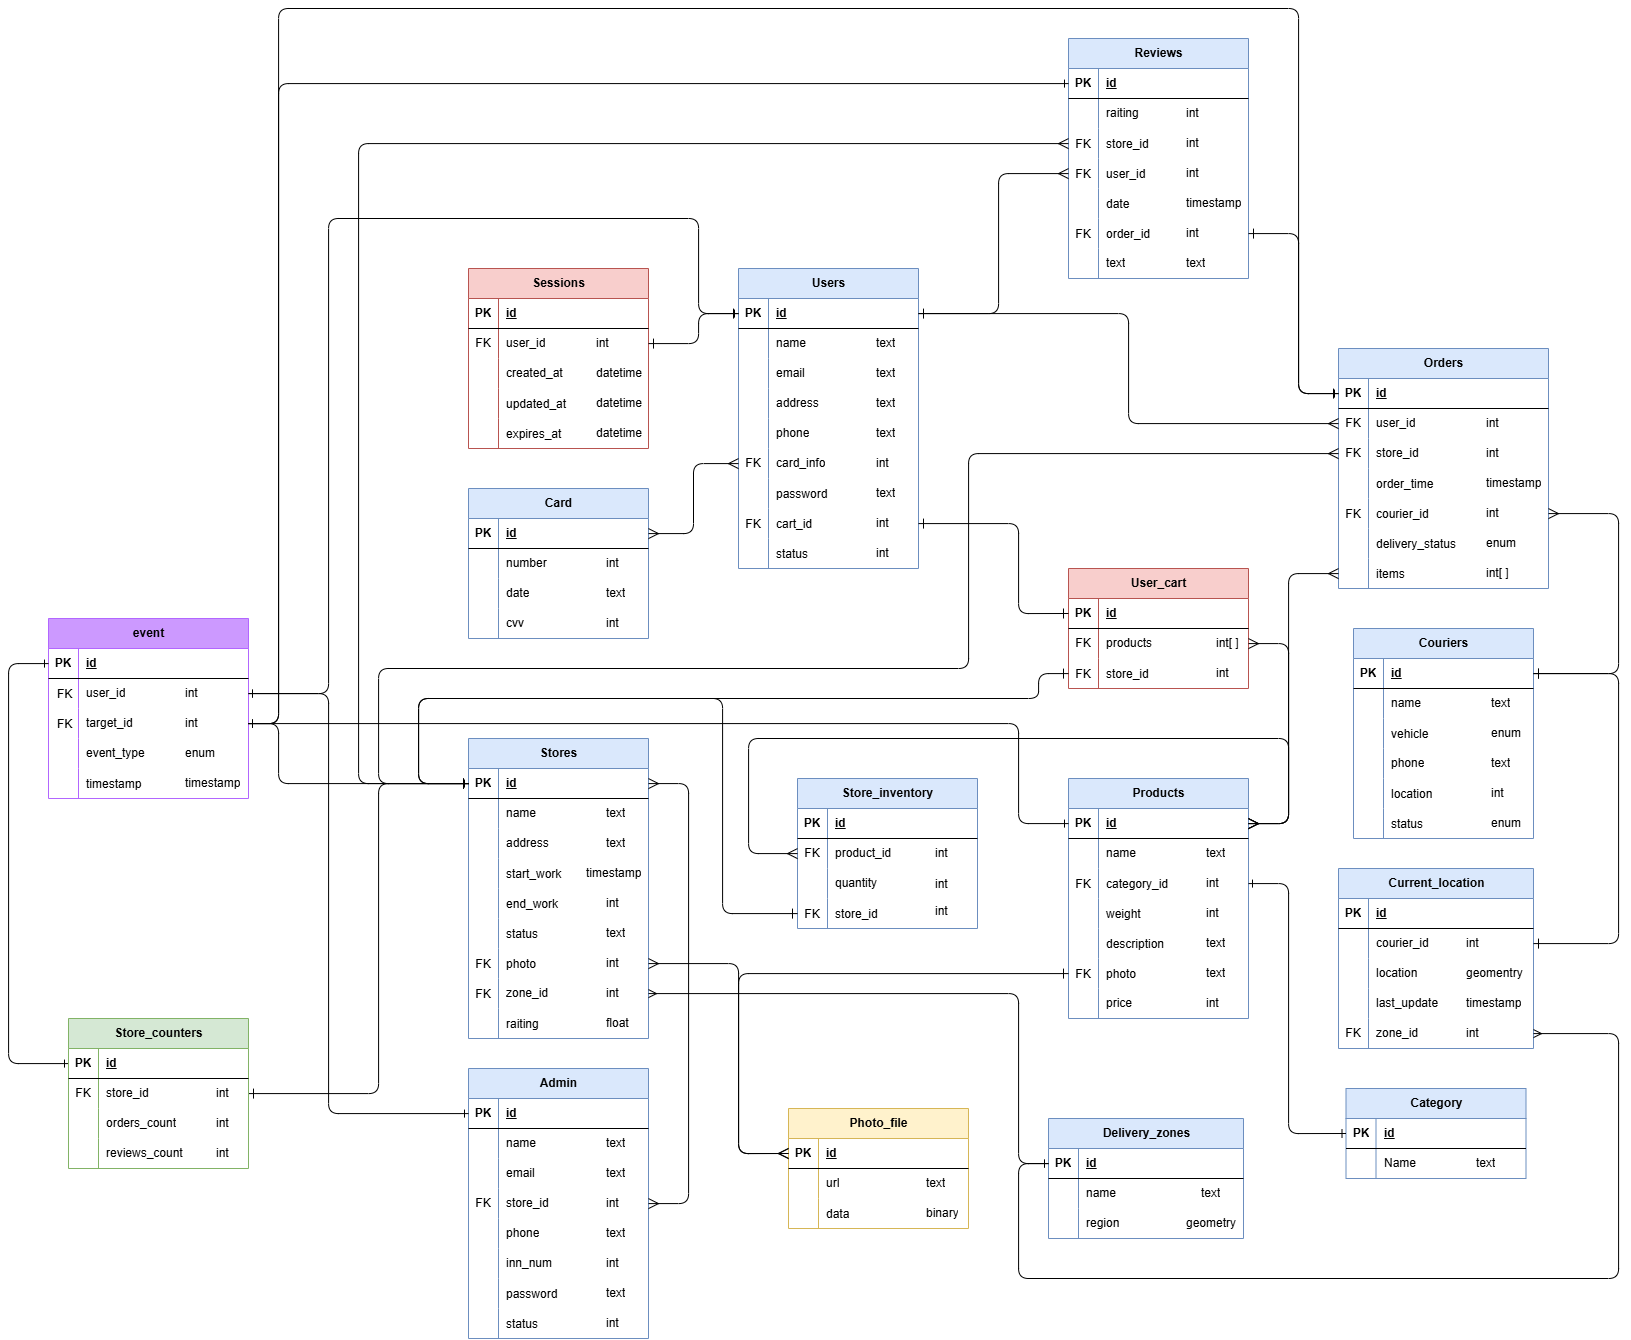 Reviews
PK id
raiting int
FK store_id int
FK user_id int
date timestamp
FK order_id int
text text
Sessions
PK id
FK user_id int
created_at datetime
updated_at datetime
expires_at datetime
Users
PK id
name text
email text
address text
phone text
FK card_info int
password text
FK cart_id int
status int
Orders
PK id
FK user_id int
FK store_id int
order_time timestamp
FK courier_id int
delivery_status enum
items int[ ]
Card
PK id
number int
date text
cvv int
User_cart
PK id
FK products int[ ]
FK store_id int
event
PK id
FK user_id int
FK target_id int
event_type enum
timestamp timestamp
Couriers
PK id
name text
vehicle enum
phone text
location int
status enum
Stores
PK id
name text
address text
start_work timestamp
end_work int
status text
FK photo int
FK zone_id int
raiting float
Store_inventory
PK id
FK product_id int
quantity int
FK store_id int
Products
PK id
name text
FK category_id int
weight int
description text
FK photo text
price int
Current_location
PK id
courier_id int
location geomentry
last_update timestamp
FK zone_id int
Store_counters
PK id
FK store_id int
orders_count int
reviews_count int
Admin
PK id
name text
email text
FK store_id int
phone text
inn_num int
password text
status int
Photo_file
PK id
url text
data binary
Delivery_zones
PK id
name text
region geometry
Category
PK id
Name text